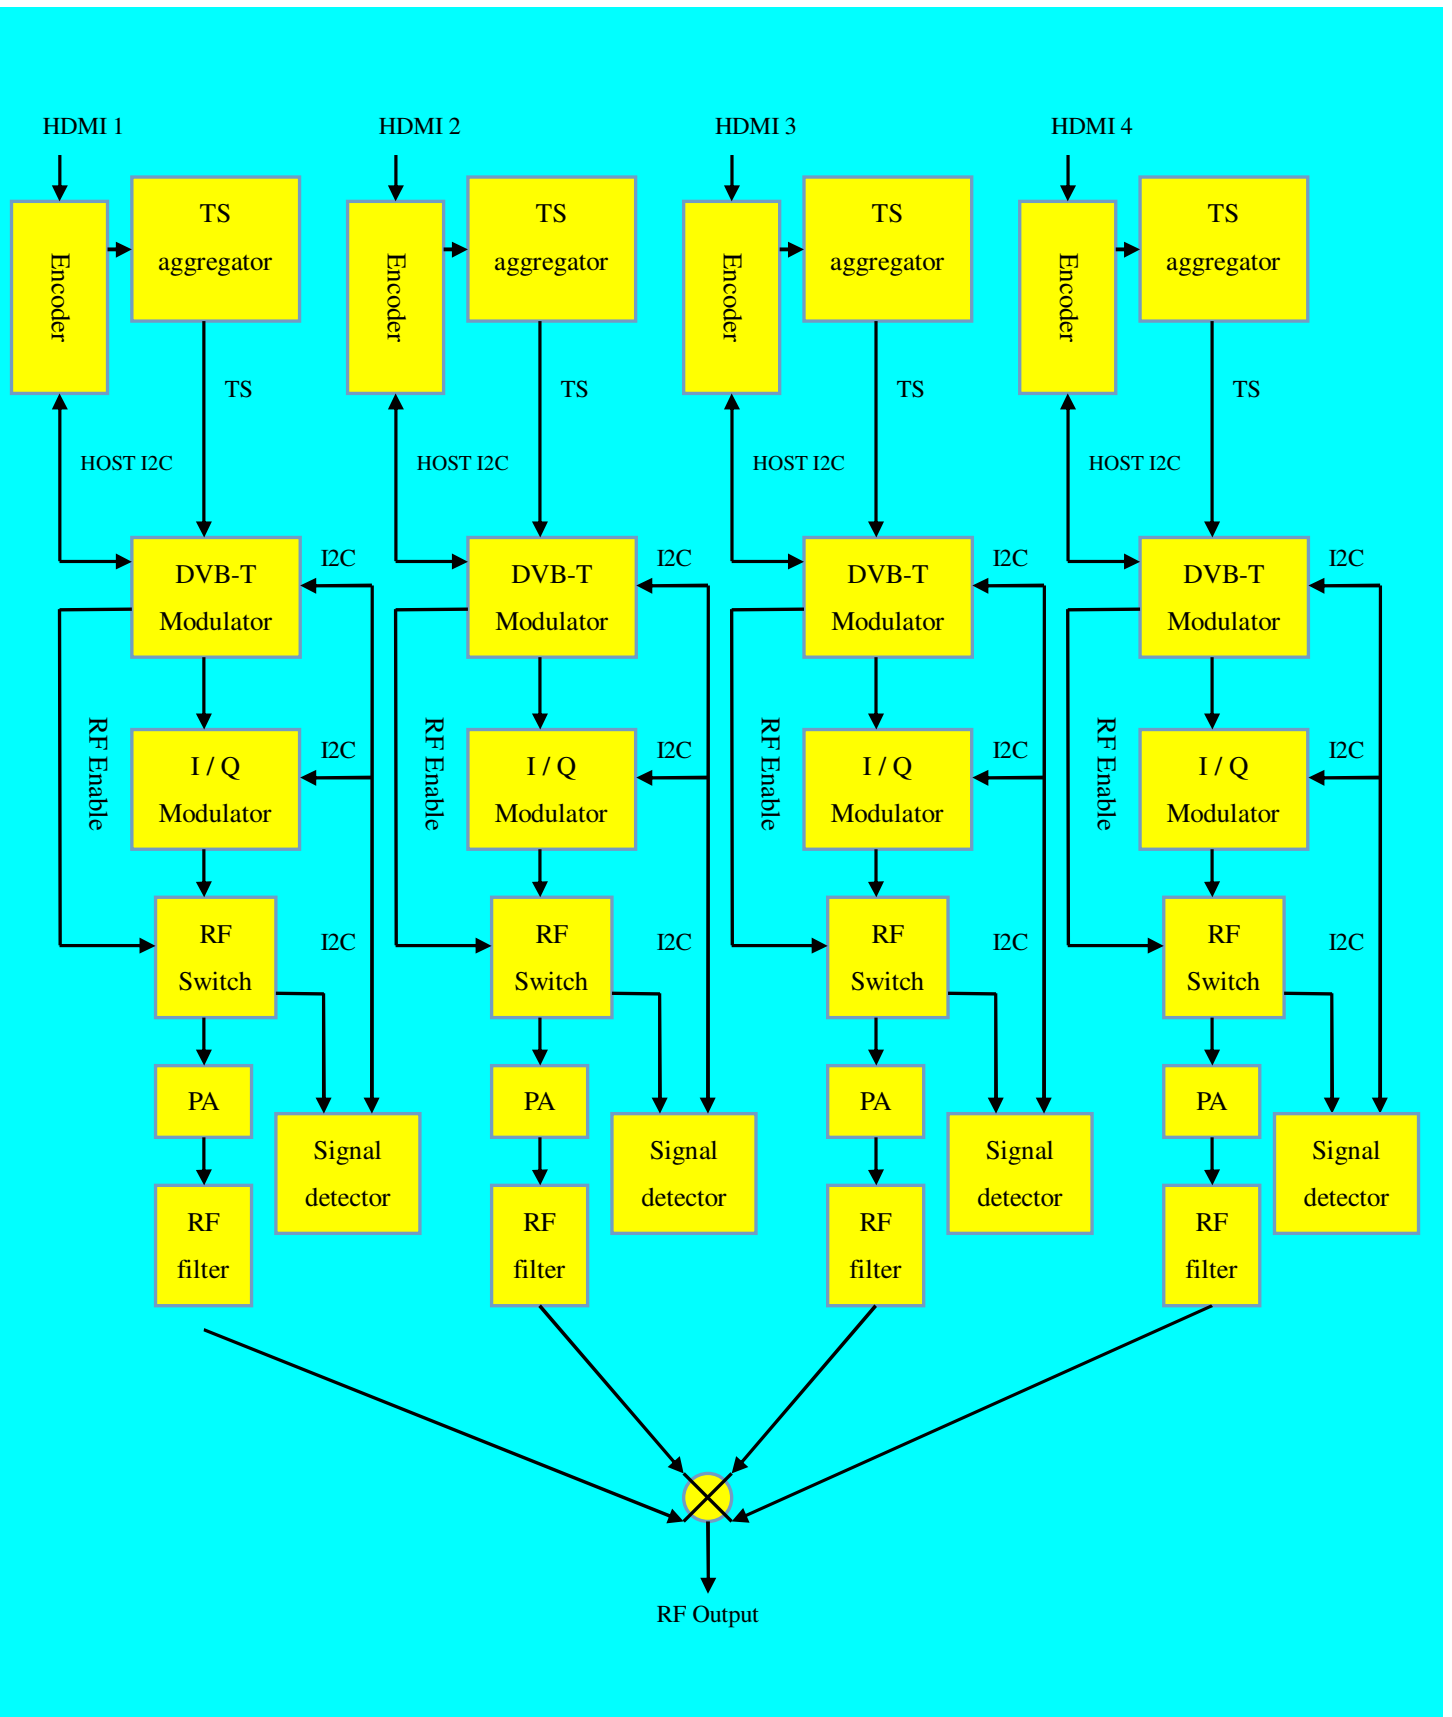 HDMI 1
HDMI 2
HDMI 3
HDMI 4
Encoder
TS
aggregator
Encoder
TS
aggregator
Encoder
TS
aggregator
Encoder
TS
aggregator
TS
TS
TS
TS
HOST I2C
HOST I2C
HOST I2C
HOST I2C
DVB-T
Modulator
I2C
DVB-T
Modulator
I2C
DVB-T
Modulator
I2C
DVB-T
Modulator
I2C
RF Enable
I / Q
Modulator
I2C
RF Enable
I / Q
Modulator
I2C
RF Enable
I / Q
Modulator
I2C
RF Enable
I / Q
Modulator
I2C
RF
Switch
I2C
RF
Switch
I2C
RF
Switch
I2C
RF
Switch
I2C
PA
Signal
detector
PA
Signal
detector
PA
Signal
detector
PA
Signal
detector
RF
filter
RF
filter
RF
filter
RF
filter
RF Output